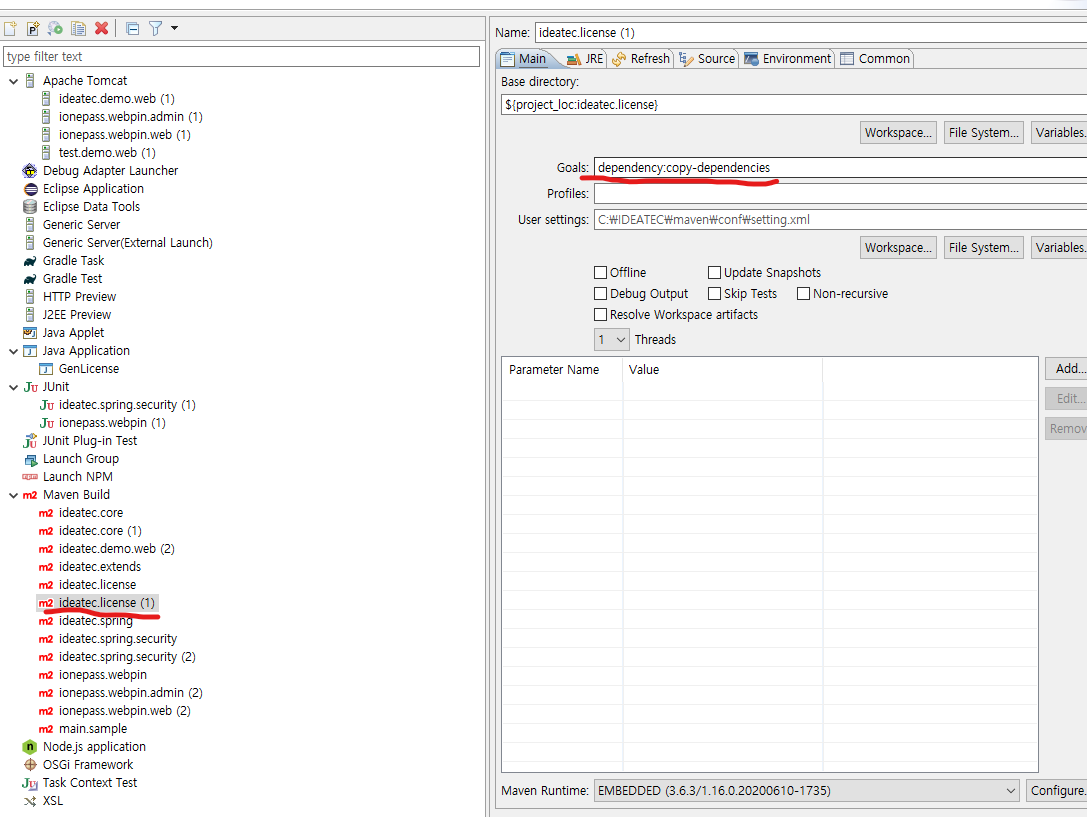 type filter text
Apache Tomcat
ideatec.demo.web (1)
ionepass.webpin.admin (1)
ionepass.webpin.web (1)
test.demo.web (1)
Debug Adapter Launcher
Eclipse Application
Eclipse Data Tools
Generic Server
Generic Server(External Launch)
Gradle Task
Gradle Test
HTTP Preview
J2EE Preview
Java Applet
Java Application
GenLicense
JUnit
ideatec.spring.security (1)
ionepass.webpin (1)
JUnit Plug-in Test
Launch Group
Launch NPM
Maven Build
ideatec.core
ideatec.core (1)
ideatec.demo.web (2)
ideatec.extends
ideatec.license
ideatec.license (1)
ideatec.spring
ideatec.spring.security
ideatec.spring.security (2)
ionepass.webpin
ionepass.webpin.admin (2)
ionepass.webpin.web (2)
main.sample
Node.js application
OSGi Framework
Task Context Test
XSL
Name: ideatec.license (1)
Main JRE Refresh Source Environment Common
Base directory:
${project_loc:ideatec.license}
Workspace... File System... Variables.
Goals: dependency:copy-dependencies
Profiles:
User settings: C:₩IDEATEC₩maven₩conf₩setting.xml
Workspace... File System... Variables.
Offline Update Snapshots
Debug Output Skip Tests Non-recursive
Resolve Workspace artifacts
1 Threads
Parameter Name Value
Add...
Edit...
Remov
Maven Runtime: EMBEDDED (3.6.3/1.16.0.20200610-1735) Configure.